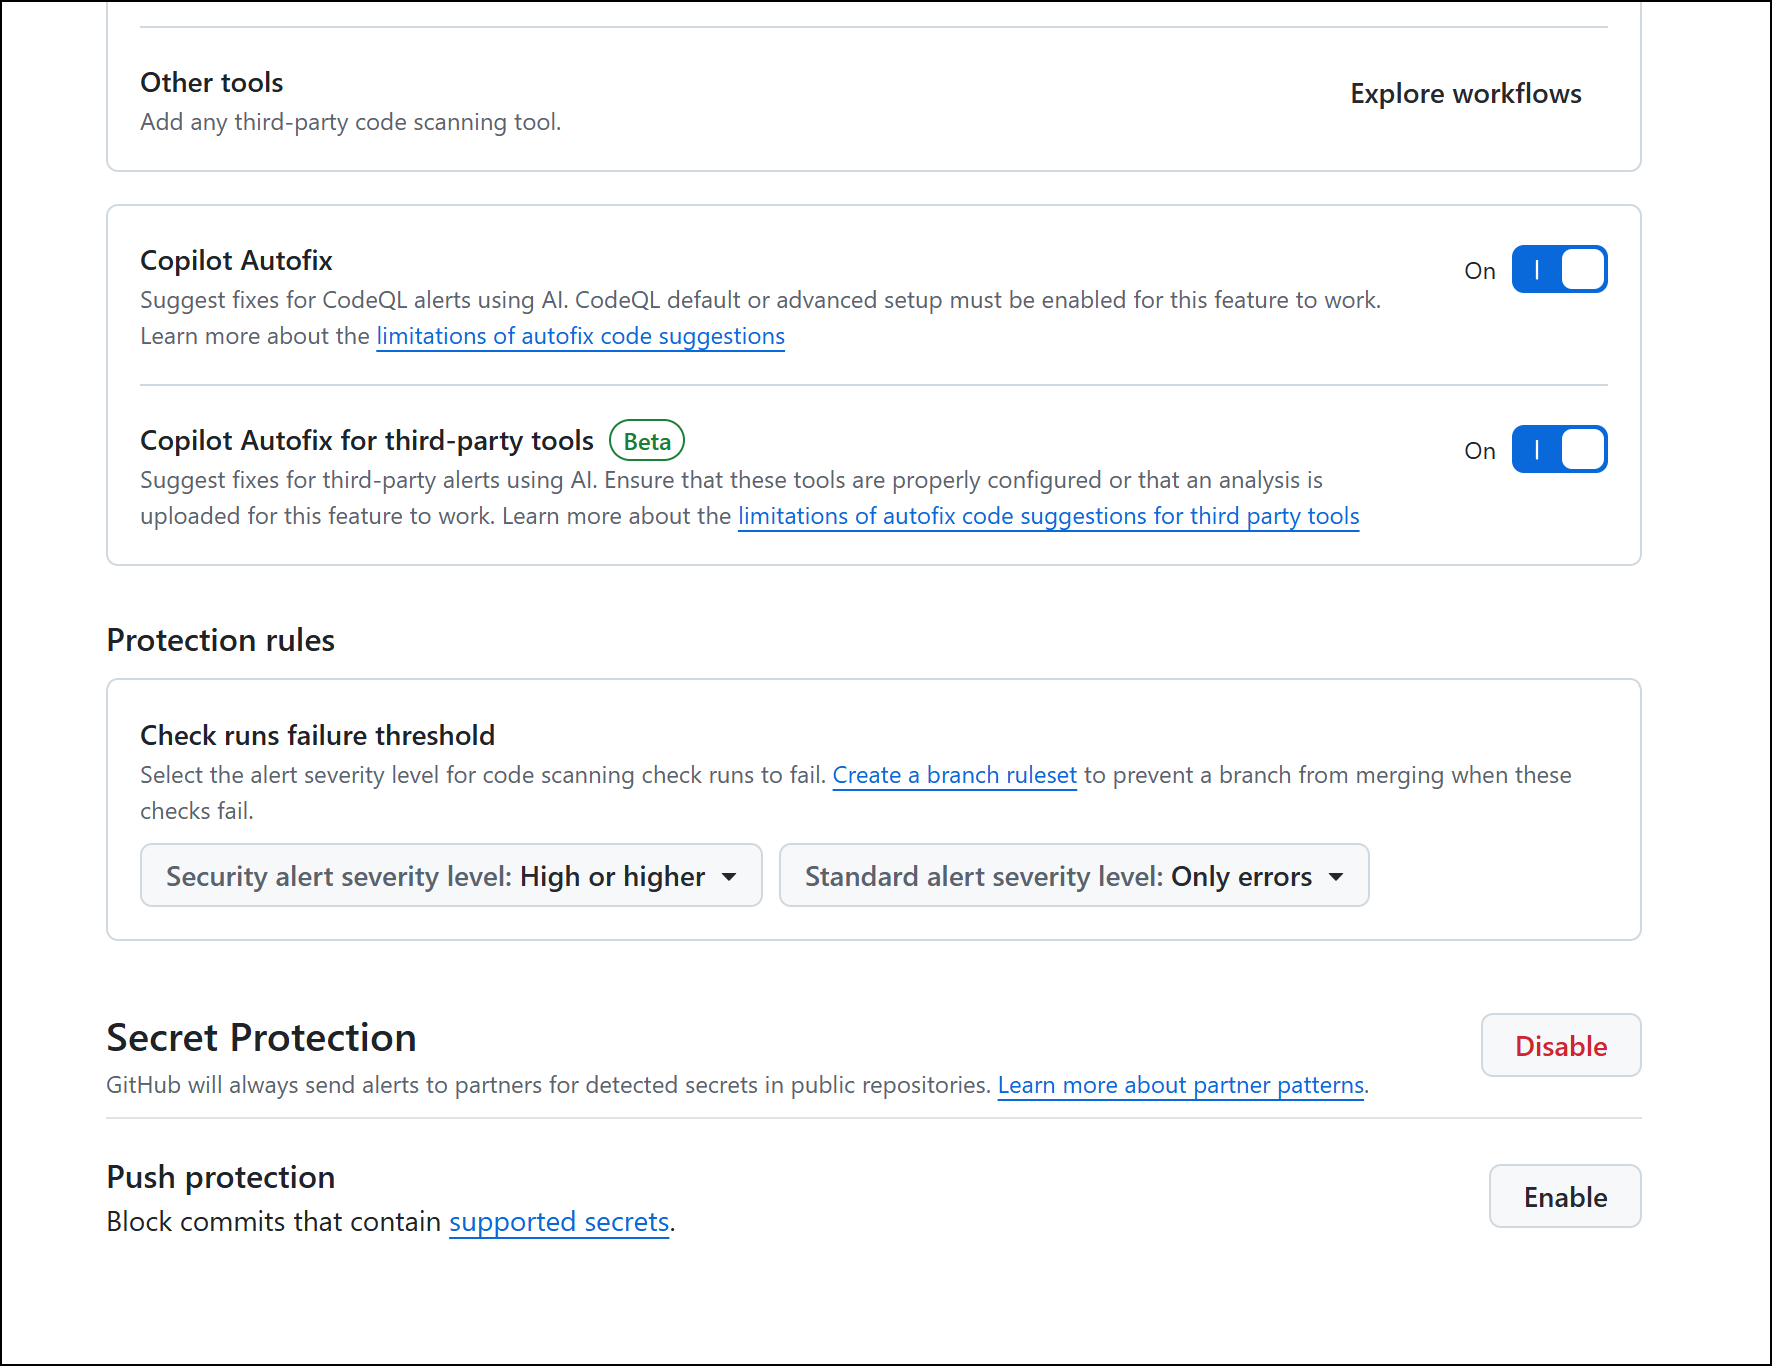 Other tools
Explore workflows
Add any third-party code scanning tool.
Copilot Autofix
On
Suggest fixes for CodeQL alerts using AI. CodeQL default or advanced setup must be enabled for this feature to work.
Learn more about the limitations of autofix code suggestions
Copilot Autofix for third-party tools Beta
On
Suggest fixes for third-party alerts using AI. Ensure that these tools are properly configured or that an analysis is
uploaded for this feature to work. Learn more about the limitations of autofix code suggestions for third party tools
Protection rules
Check runs failure threshold
Select the alert severity level for code scanning check runs to fail. Create a branch ruleset to prevent a branch from merging when these
checks fail.
Security alert severity level: High or higher
Standard alert severity level: Only errors
Secret Protection
Disable
GitHub will always send alerts to partners for detected secrets in public repositories. Learn more about partner patterns.
Push protection
Enable
Block commits that contain supported secrets.